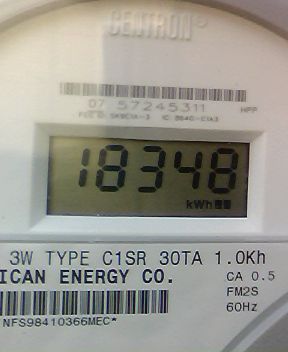 CENTRON®
07 57245311 HPP
18348
kWh
3W TYPE C1SR 30TA 1.0Kh
ICAN ENERGY CO. CA 0.5
FM2S
60Hz
NFS98410366MEC*